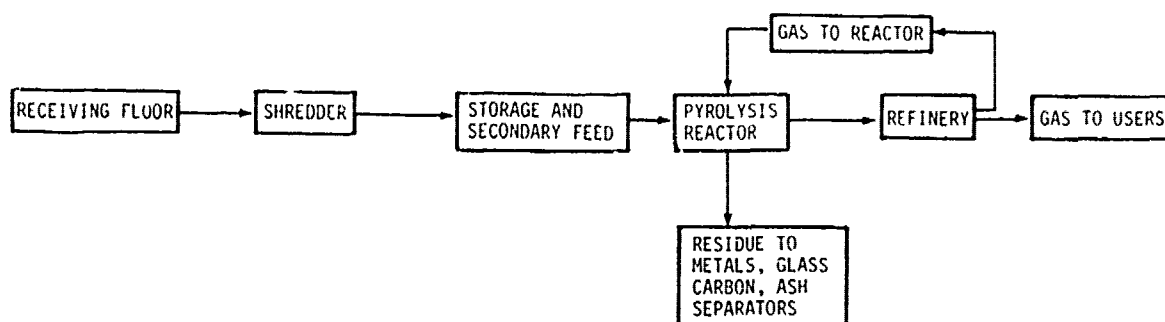 GAS TO REACTOR
RECEIVING FLOOR
SHREDDER
STORAGE AND
SECONDARY FEED
PYROLYSIS
REACTOR
REFINERY
GAS TO USERS
RESIDUE TO
METALS, GLASS
CARBON, ASH
SEPARATORS